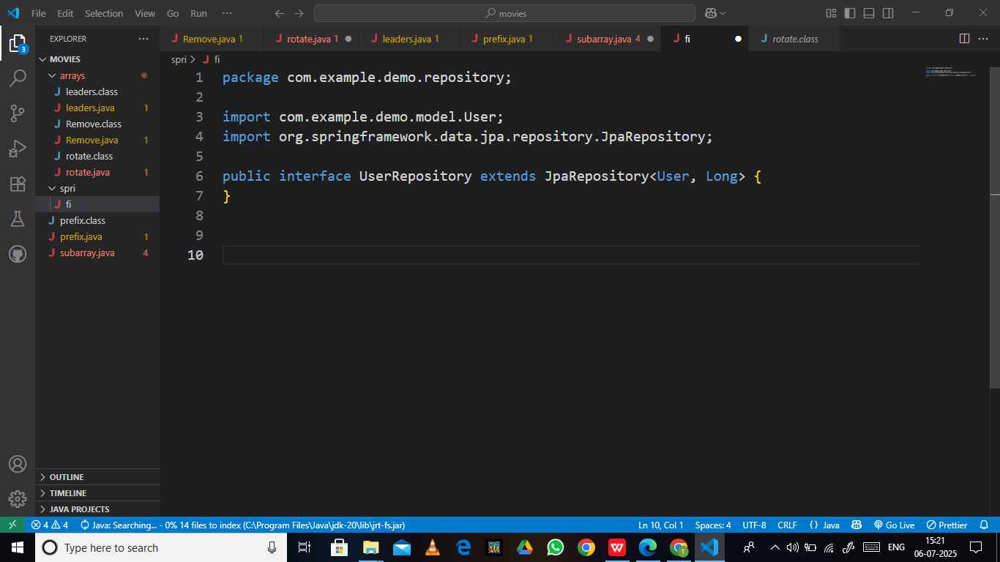 File Edit Selection View Go Run ··· movies
EXPLORER ···
Remove.java 1 rotate.java 1 leaders.java 1 prefix.java 1 subarray.java 4 fi rotate.class ···
MOVIES
arrays
leaders.class
leaders.java 1
Remove.class
Remove.java 1
rotate.class
rotate.java 1
spri
fi
prefix.class
prefix.java 1
subarray.java 4
OUTLINE
TIMELINE
JAVA PROJECTS
3
spri > fi
1 package com.example.demo.repository;
2
3 import com.example.demo.model.User;
4 import org.springframework.data.jpa.repository.JpaRepository;
5
6 public interface UserRepository extends JpaRepository<User, Long> {
7 }
8
9
10
4 4 Java: Searching... - 0% 14 files to index (C:\Program Files\Java\jdk-20\lib\jrt-fs.jar) Ln 10, Col 1 Spaces: 4 UTF-8 CRLF {} Java Go Live Prettier
Type here to search ENG 15:21
06-07-2025